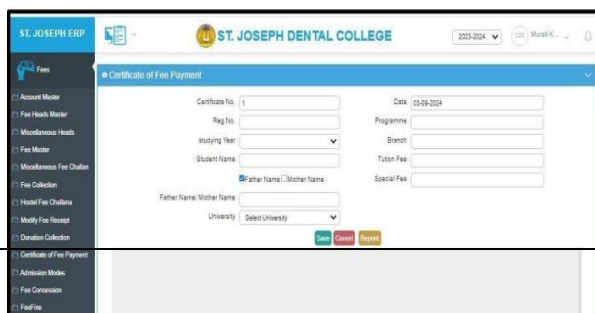 ST. JOSEPH ERP
ST. JOSEPH DENTAL COLLEGE
2023-2024
Murali K...
Fees
Certificate of Fee Payment
Account Master
Fee Heads Master
Miscellaneous Heads
Fee Master
Miscellaneous Fee Challan
Fee Collection
Hostel Fee Challana
Modify Fee Receipt
Donation Collection
Certificate of Fee Payment
Admission Modes
Fee Concession
FeeFine
Certificate No. 1
Date 03-09-2024
Reg No.
Programme
studying Year
Branch
Student Name
Tution Fee
Father Name Mother Name
Special Fee
Father Name/ Mother Name
University Select University
Save Cancel Reprint